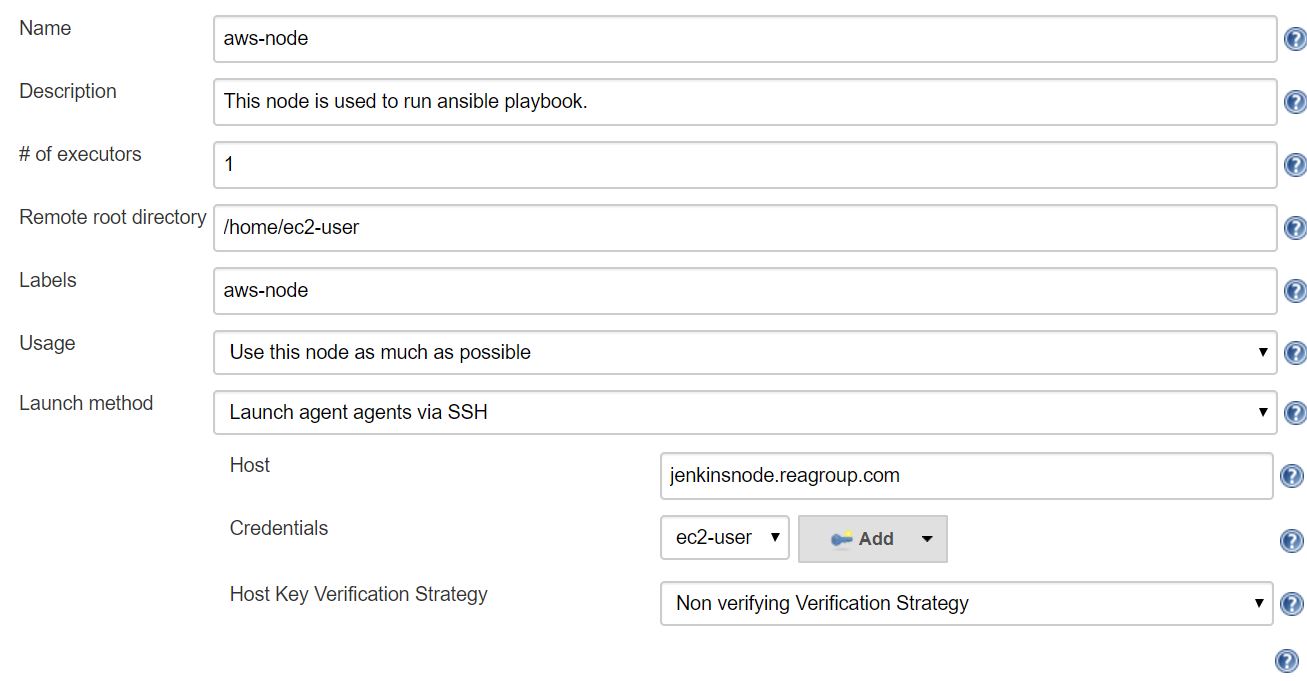 Name
aws-node
Description
This node is used to run ansible playbook.
# of executors
1
Remote root directory
/home/ec2-user
Labels
aws-node
Usage
Use this node as much as possible
Launch method
Launch agent agents via SSH
Host
jenkinsnode.reagroup.com
Credentials
ec2-user
Add
Host Key Verification Strategy
Non verifying Verification Strategy